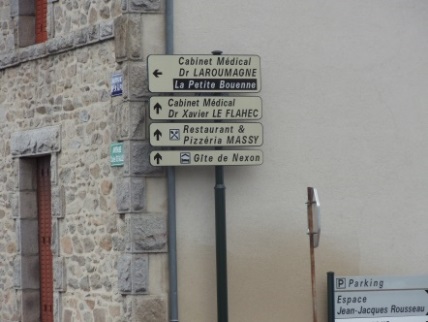 Cabinet Médical
Dr LAROUMAGNE
La Petite Bouenne
Cabinet Médical
Dr Xavier LE FLAHEC
Restaurant &
Pizzéria MASSY
Gîte de Nexon
P Parking
Espace
Jean-Jacques Rousseau